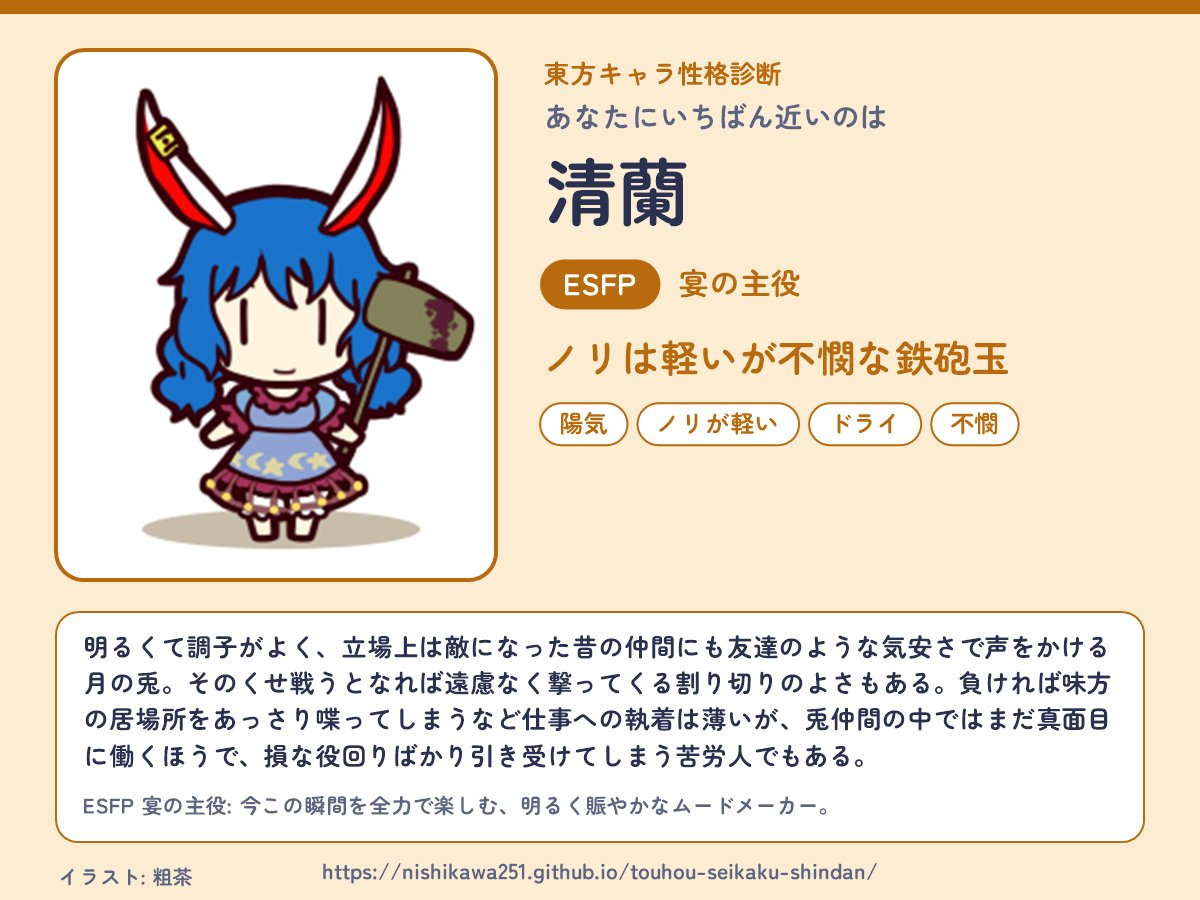 東方キャラ性格診断
あなたにいちばん近いのは
清蘭
ESFP 宴の主役
ノリは軽いが不憫な鉄砲玉
陽気 ノリが軽い ドライ 不憫
明るくて調子がよく、立場上は敵になった昔の仲間にも友達のような気安さで声をかける
月の兎。そのくせ戦うとなれば遠慮なく撃ってくる割り切りのよさもある。負ければ味方
の居場所をあっさり喋ってしまうなど仕事への執着は薄いが、兎仲間の中ではまだ真面目
に働くほうで、損な役回りばかり引き受けてしまう苦労人でもある。
ESFP 宴の主役: 今この瞬間を全力で楽しむ、明るく賑やかなムードメーカー。
イラスト: 粗茶
https://nishikawa251.github.io/touhou-seikaku-shindan/